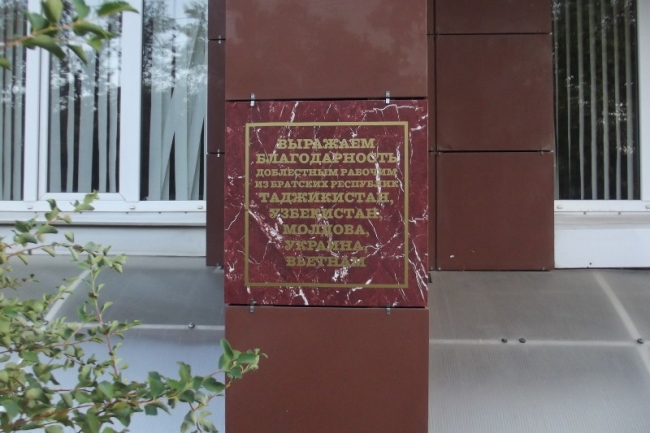 ВЫРАЖАЕМ
БЛАГОДАРНОСТЬ
ДОБЛЕСТНЫМ РАБОЧИМ
ИЗ БРАТСКИХ РЕСПУБЛИК
ТАДЖИКИСТАН,
УЗБЕКИСТАН,
МОЛДОВА,
УКРАИНА,
ВЬЕТНАМ